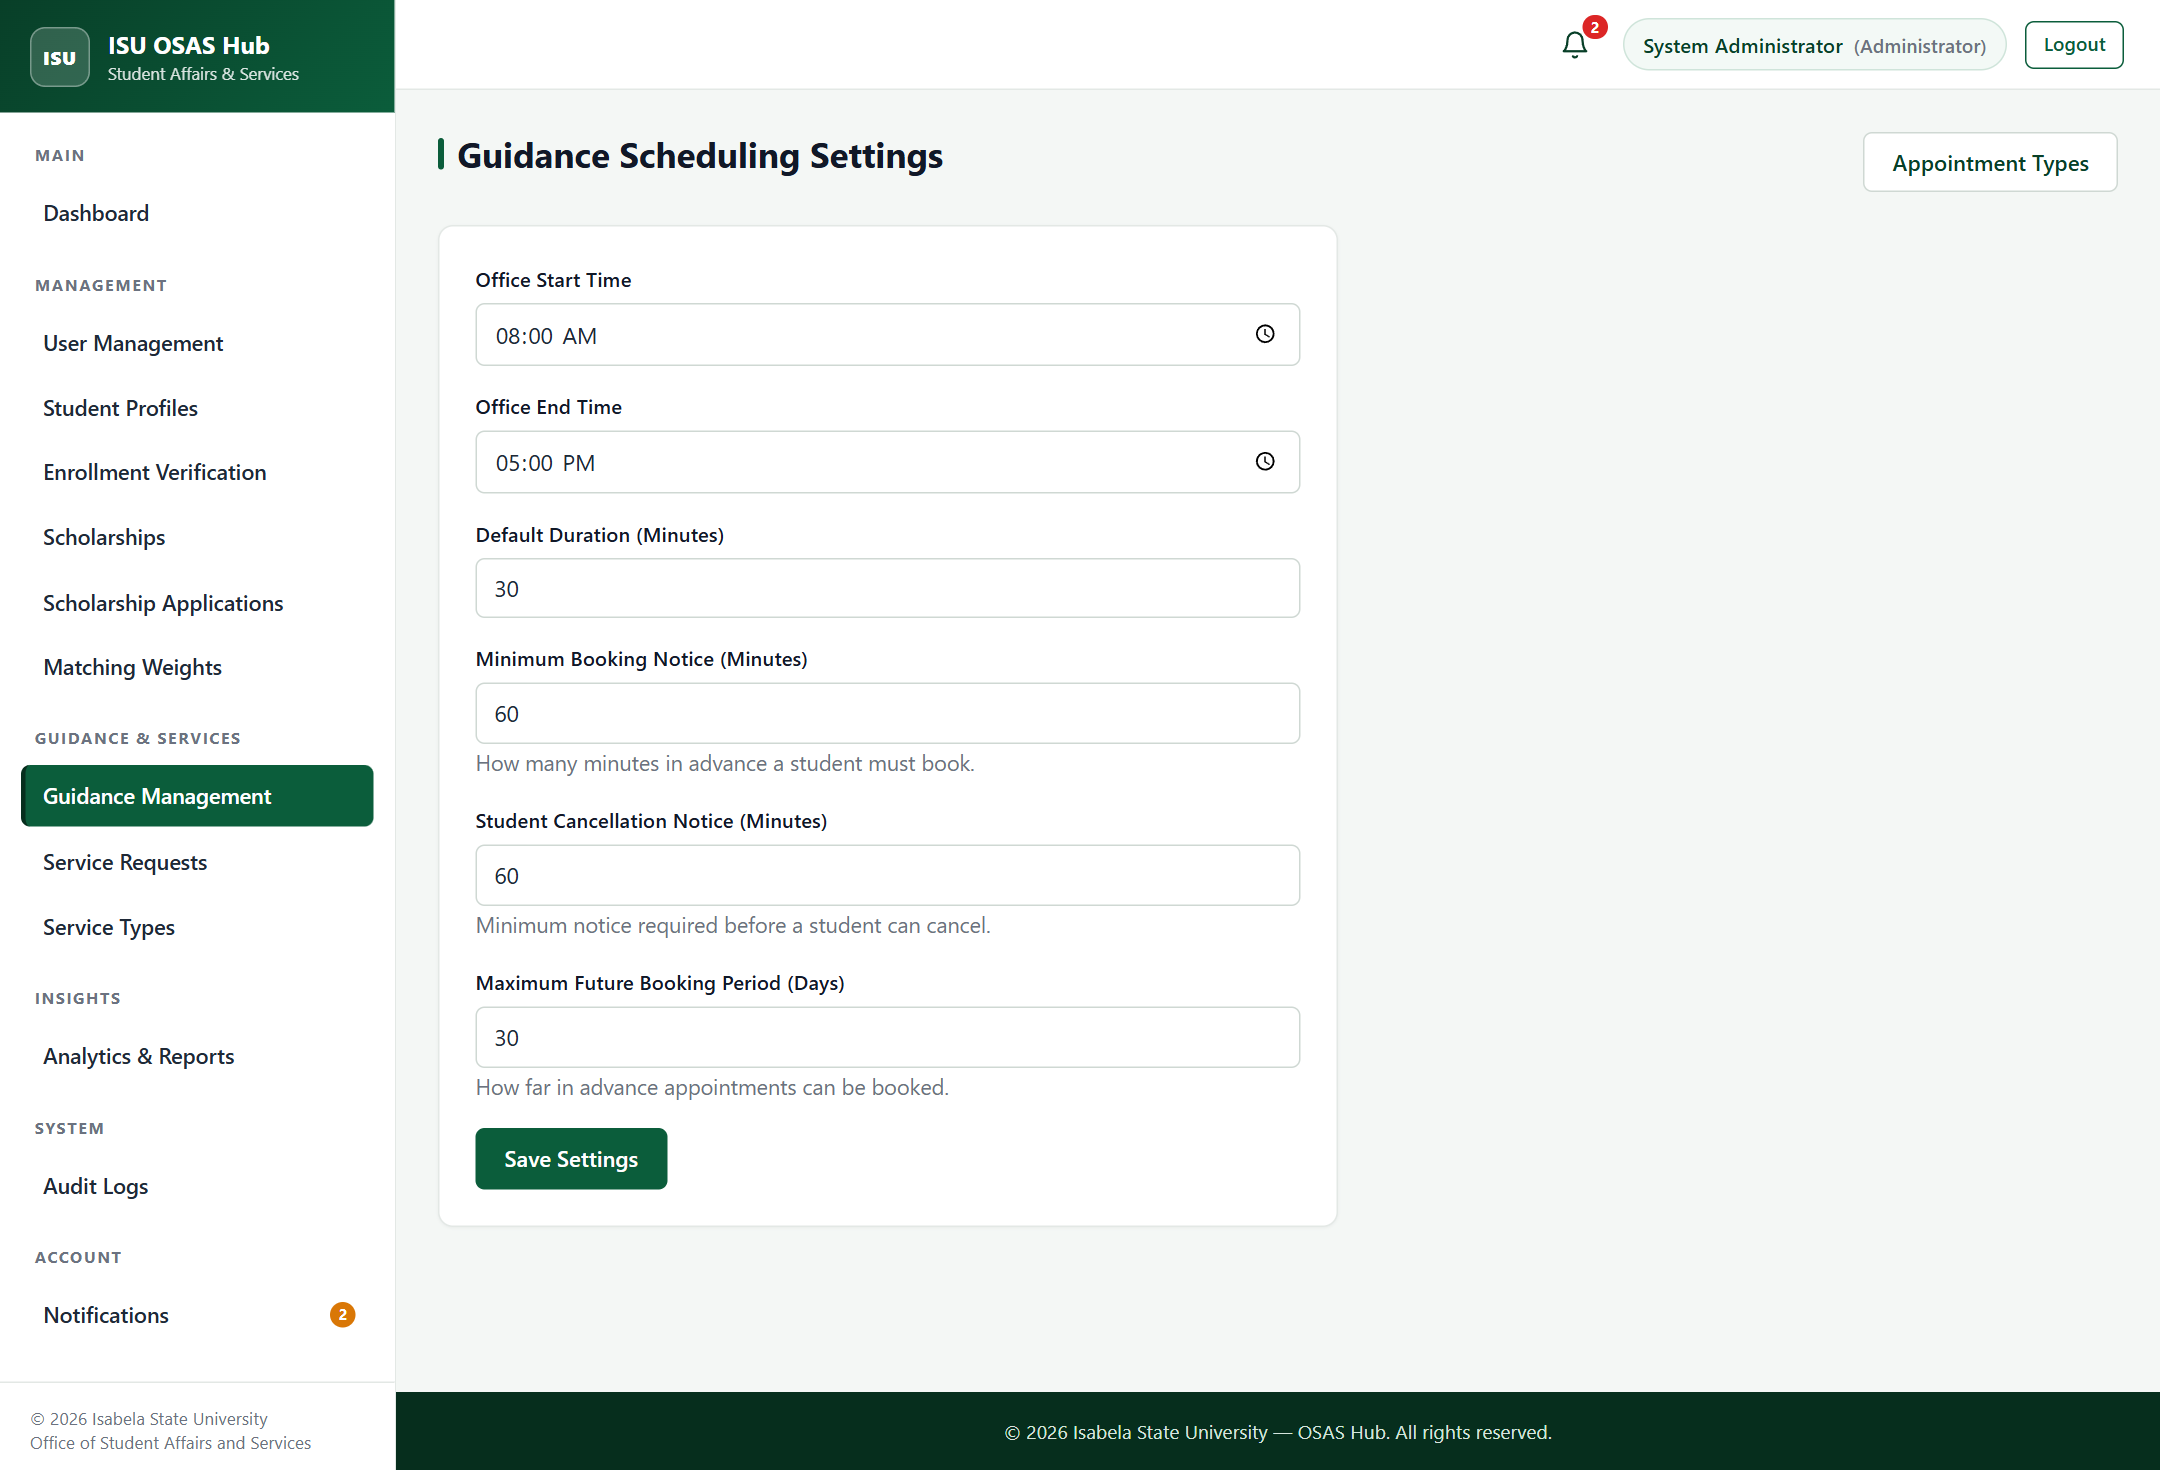 ISU
ISU OSAS Hub
Student Affairs & Services
MAIN
Dashboard
MANAGEMENT
User Management
Student Profiles
Enrollment Verification
Scholarships
Scholarship Applications
Matching Weights
GUIDANCE & SERVICES
Guidance Management
Service Requests
Service Types
INSIGHTS
Analytics & Reports
SYSTEM
Audit Logs
ACCOUNT
Notifications 2
© 2026 Isabela State University
Office of Student Affairs and Services
2
System Administrator (Administrator)
Logout
Guidance Scheduling Settings
Appointment Types
Office Start Time
08:00 AM
Office End Time
05:00 PM
Default Duration (Minutes)
30
Minimum Booking Notice (Minutes)
60
How many minutes in advance a student must book.
Student Cancellation Notice (Minutes)
60
Minimum notice required before a student can cancel.
Maximum Future Booking Period (Days)
30
How far in advance appointments can be booked.
Save Settings
© 2026 Isabela State University — OSAS Hub. All rights reserved.